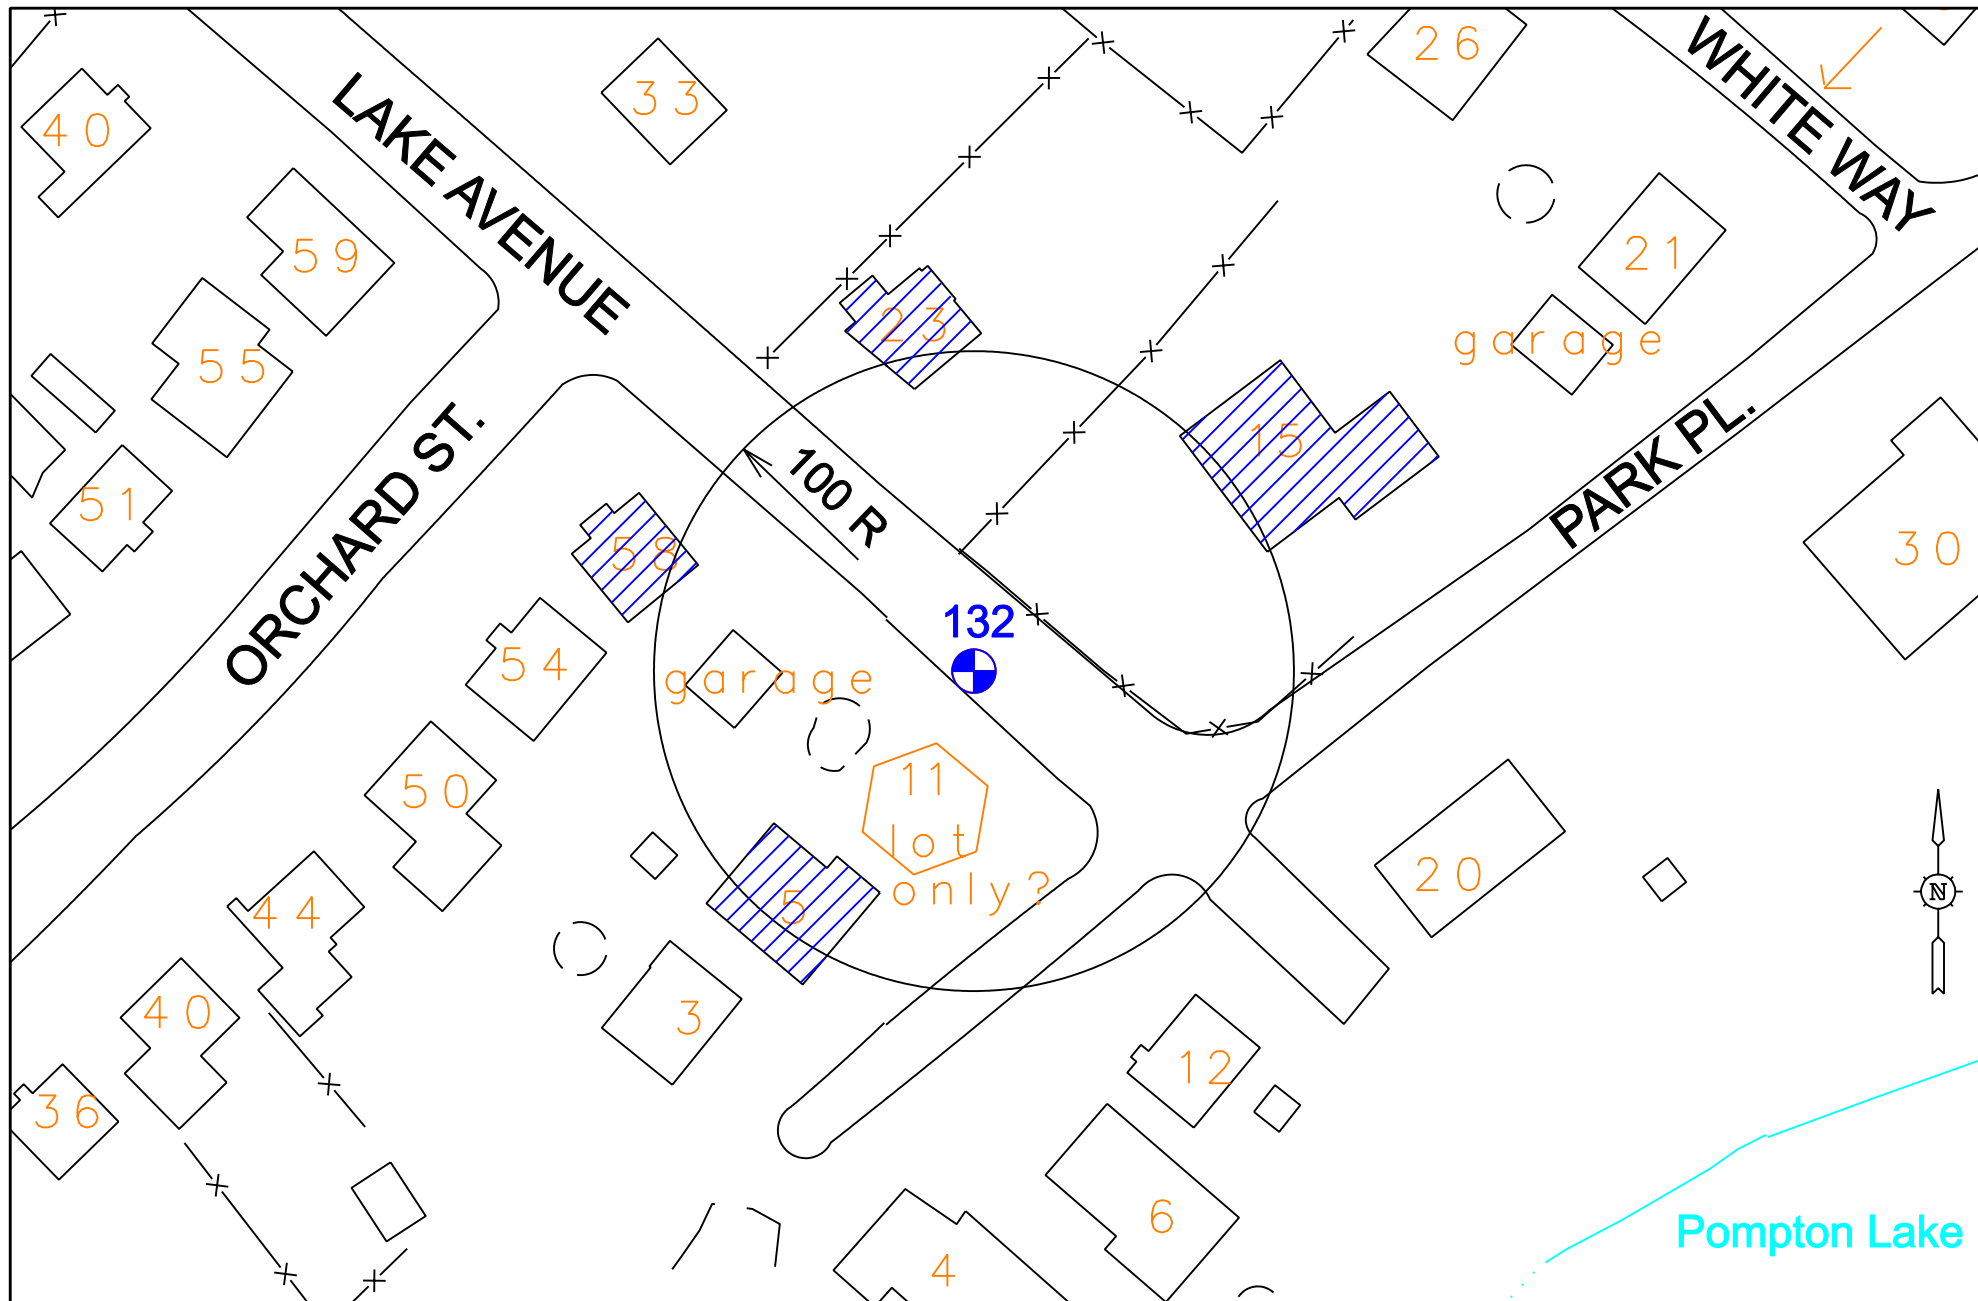 26
WHITE WAY
33
40
LAKE AVENUE
59
21
23
garage
55
15
PARK PL.
51
ORCHARD ST.
100 R
58
30
132
54
garage
50
11
lot
only?
20
44
5
N
40
3
12
36
6
4
Pompton Lake